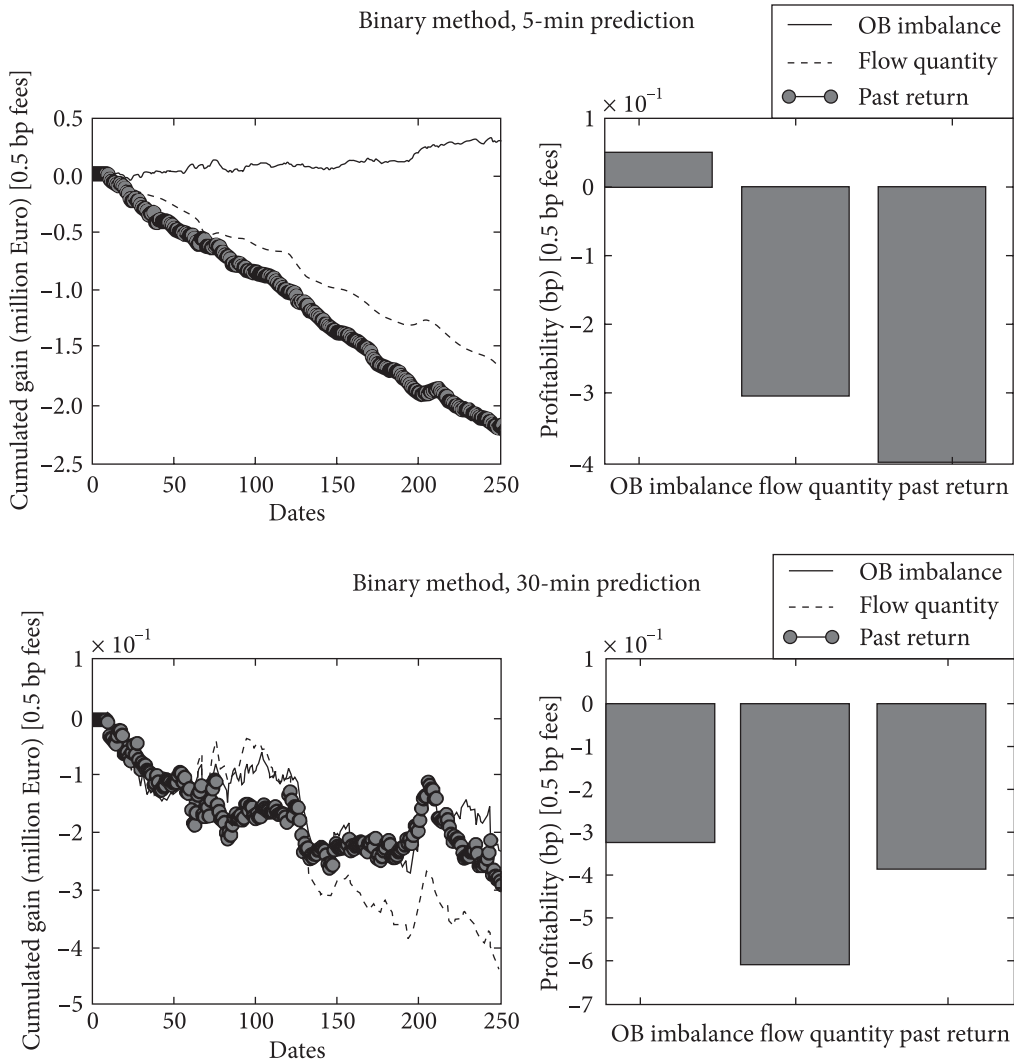 Binary method, 5-min prediction
OB imbalance
Flow quantity
Past return
Cumulated gain (million Euro) [0.5 bp fees]
0.5
0.0
−0.5
−1.0
−1.5
−2.0
−2.5
0 50 100 150 200 250
Dates
× 10−1
Profitability (bp) [0.5 bp fees]
1
0
−1
−2
−3
−4
OB imbalance flow quantity past return
Binary method, 30-min prediction
OB imbalance
Flow quantity
Past return
Cumulated gain (million Euro) [0.5 bp fees]
× 10−1
1
0
−1
−2
−3
−4
−5
0 50 100 150 200 250
Dates
× 10−1
Profitability (bp) [0.5 bp fees]
1
0
−1
−2
−3
−4
−5
−6
−7
OB imbalance flow quantity past return